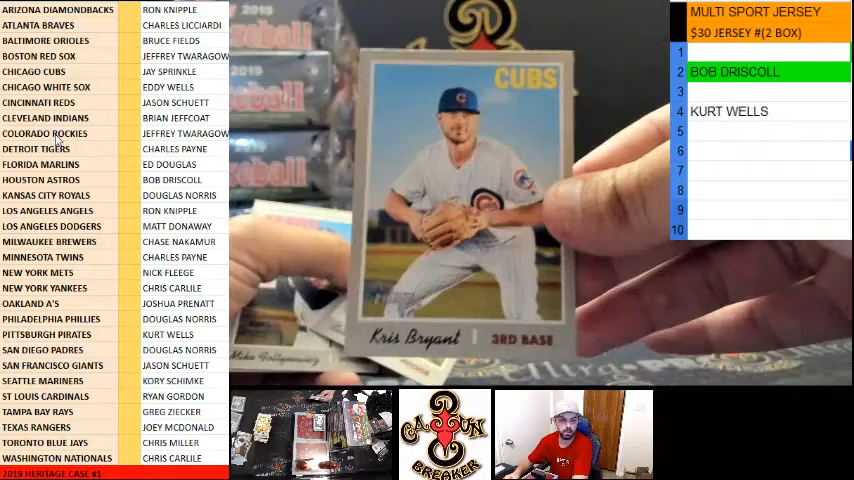 ARIZONA DIAMONDBACKS RON KNIPPLE
ATLANTA BRAVES CHARLES LICCIARDI
BALTIMORE ORIOLES BRUCE FIELDS
BOSTON RED SOX JEFFREY TWARAGOW
CHICAGO CUBS JAY SPRINKLE
CHICAGO WHITE SOX EDDY WELLS
CINCINNATI REDS JASON SCHUETT
CLEVELAND INDIANS BRIAN JEFFCOAT
COLORADO ROCKIES JEFFREY TWARAGOW
DETROIT TIGERS CHARLES PAYNE
FLORIDA MARLINS ED DOUGLAS
HOUSTON ASTROS BOB DRISCOLL
KANSAS CITY ROYALS DOUGLAS NORRIS
LOS ANGELES ANGELS RON KNIPPLE
LOS ANGELES DODGERS MATT DONAWAY
MILWAUKEE BREWERS CHASE NAKAMUR
MINNESOTA TWINS CHARLES PAYNE
NEW YORK METS NICK FLEEGE
NEW YORK YANKEES CHRIS CARLILE
OAKLAND A'S JOSHUA PRENATT
PHILADELPHIA PHILLIES DOUGLAS NORRIS
PITTSBURGH PIRATES KURT WELLS
SAN DIEGO PADRES DOUGLAS NORRIS
SAN FRANCISCO GIANTS JASON SCHUETT
SEATTLE MARINERS KORY SCHIMKE
ST LOUIS CARDINALS RYAN GORDON
TAMPA BAY RAYS GREG ZIECKER
TEXAS RANGERS JOEY MCDONALD
TORONTO BLUE JAYS CHRIS MILLER
WASHINGTON NATIONALS CHRIS CARLILE
2019 HERITAGE CASE #1
2019
CUBS
Kris Bryant 3RD BASE
Mike Foltynewicz
Ultra
CAJUN
BREAKER
MULTI SPORT JERSEY
$30 JERSEY #(2 BOX)
1
2 BOB DRISCOLL
3
4 KURT WELLS
5
6
7
8
9
10